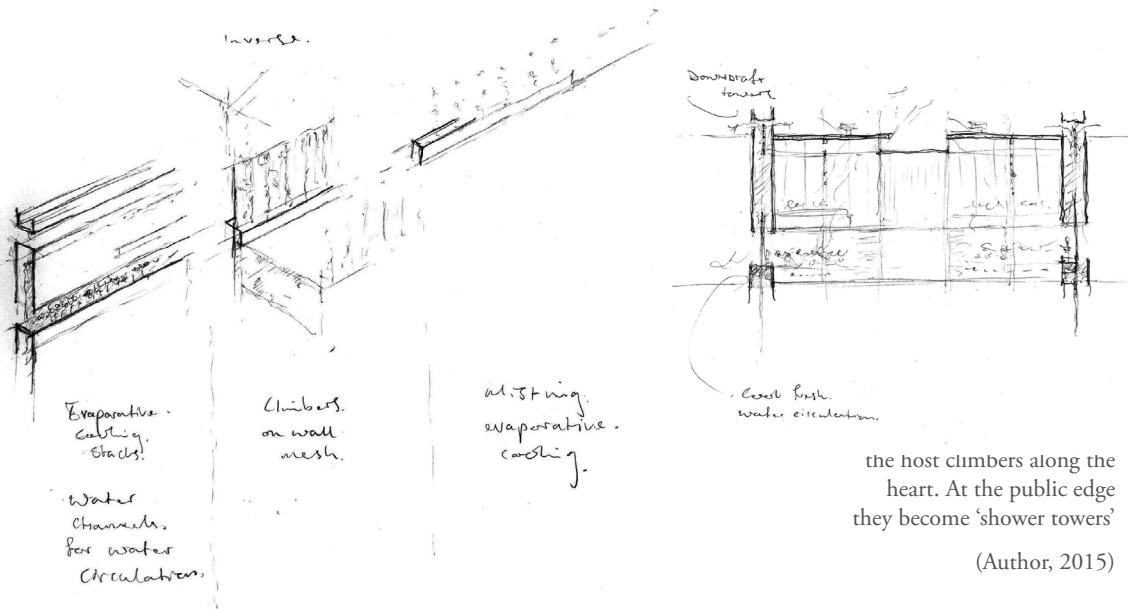 Inverse.
Downdraft
towers
Evaporative.
cooling.
stacks.
Water
channels.
for water
circulation.
Climbers.
on wall
mesh.
Misting.
evaporative.
cooling.
Cool fresh.
water circulation.
the host climbers along the
heart. At the public edge
they become ‘shower towers’
(Author, 2015)